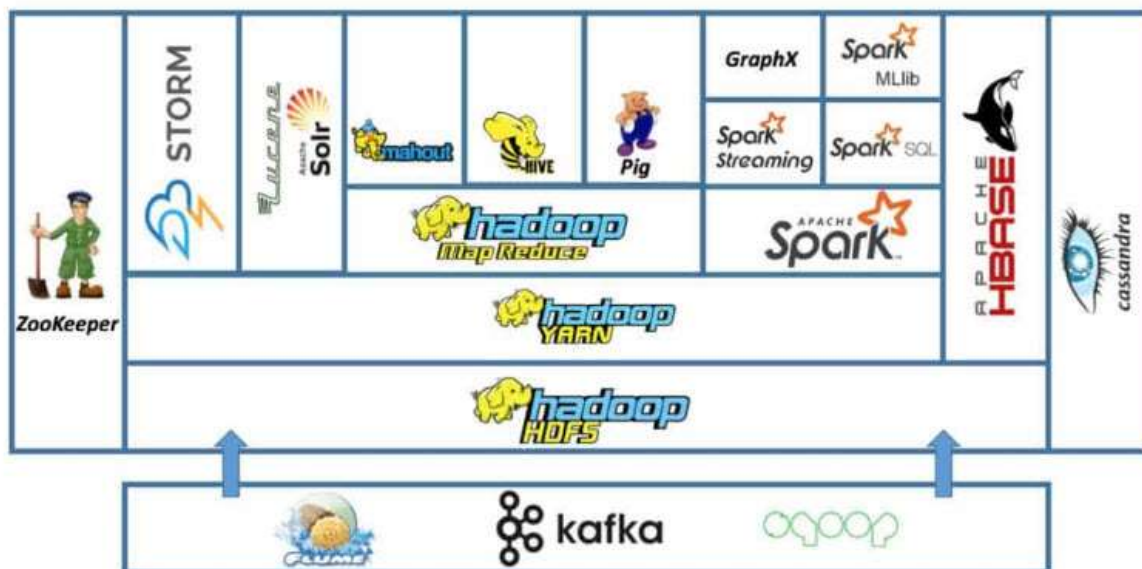 ZooKeeper
STORM
Lucene
Apache
Solr
mahout
HIVE
Pig
GraphX
Spark
MLlib
Spark
Streaming
Spark SQL
hadoop
Map Reduce
APACHE
Spark
APACHE
HBASE
cassandra
hadoop
YARN
hadoop
HDFS
FLUME
kafka
sqoop